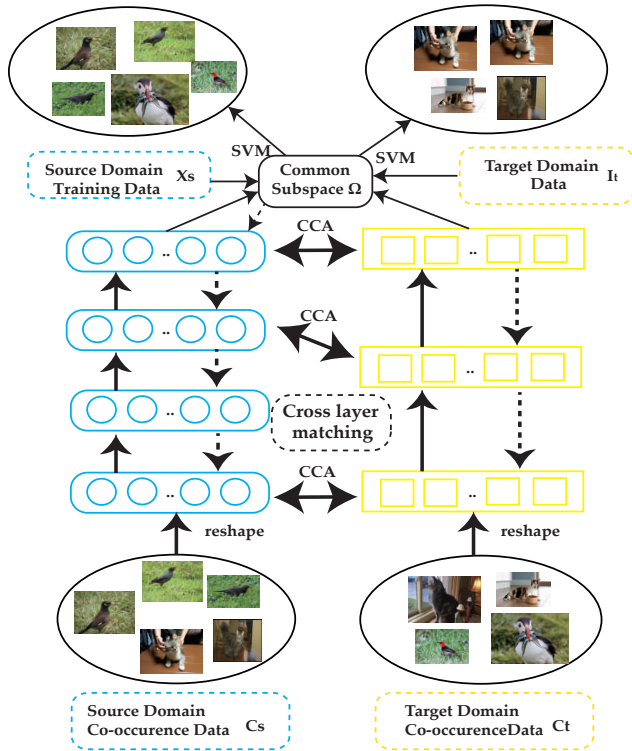 SVM
SVM
Source Domain
Training Data Xs
Common
Subspace Ω
Target Domain
Data It
CCA
..
..
CCA
..
..
Cross layer
matching
..
CCA
..
..
reshape
reshape
Source Domain
Co-occurence Data Cs
Target Domain
Co-occurenceData Ct